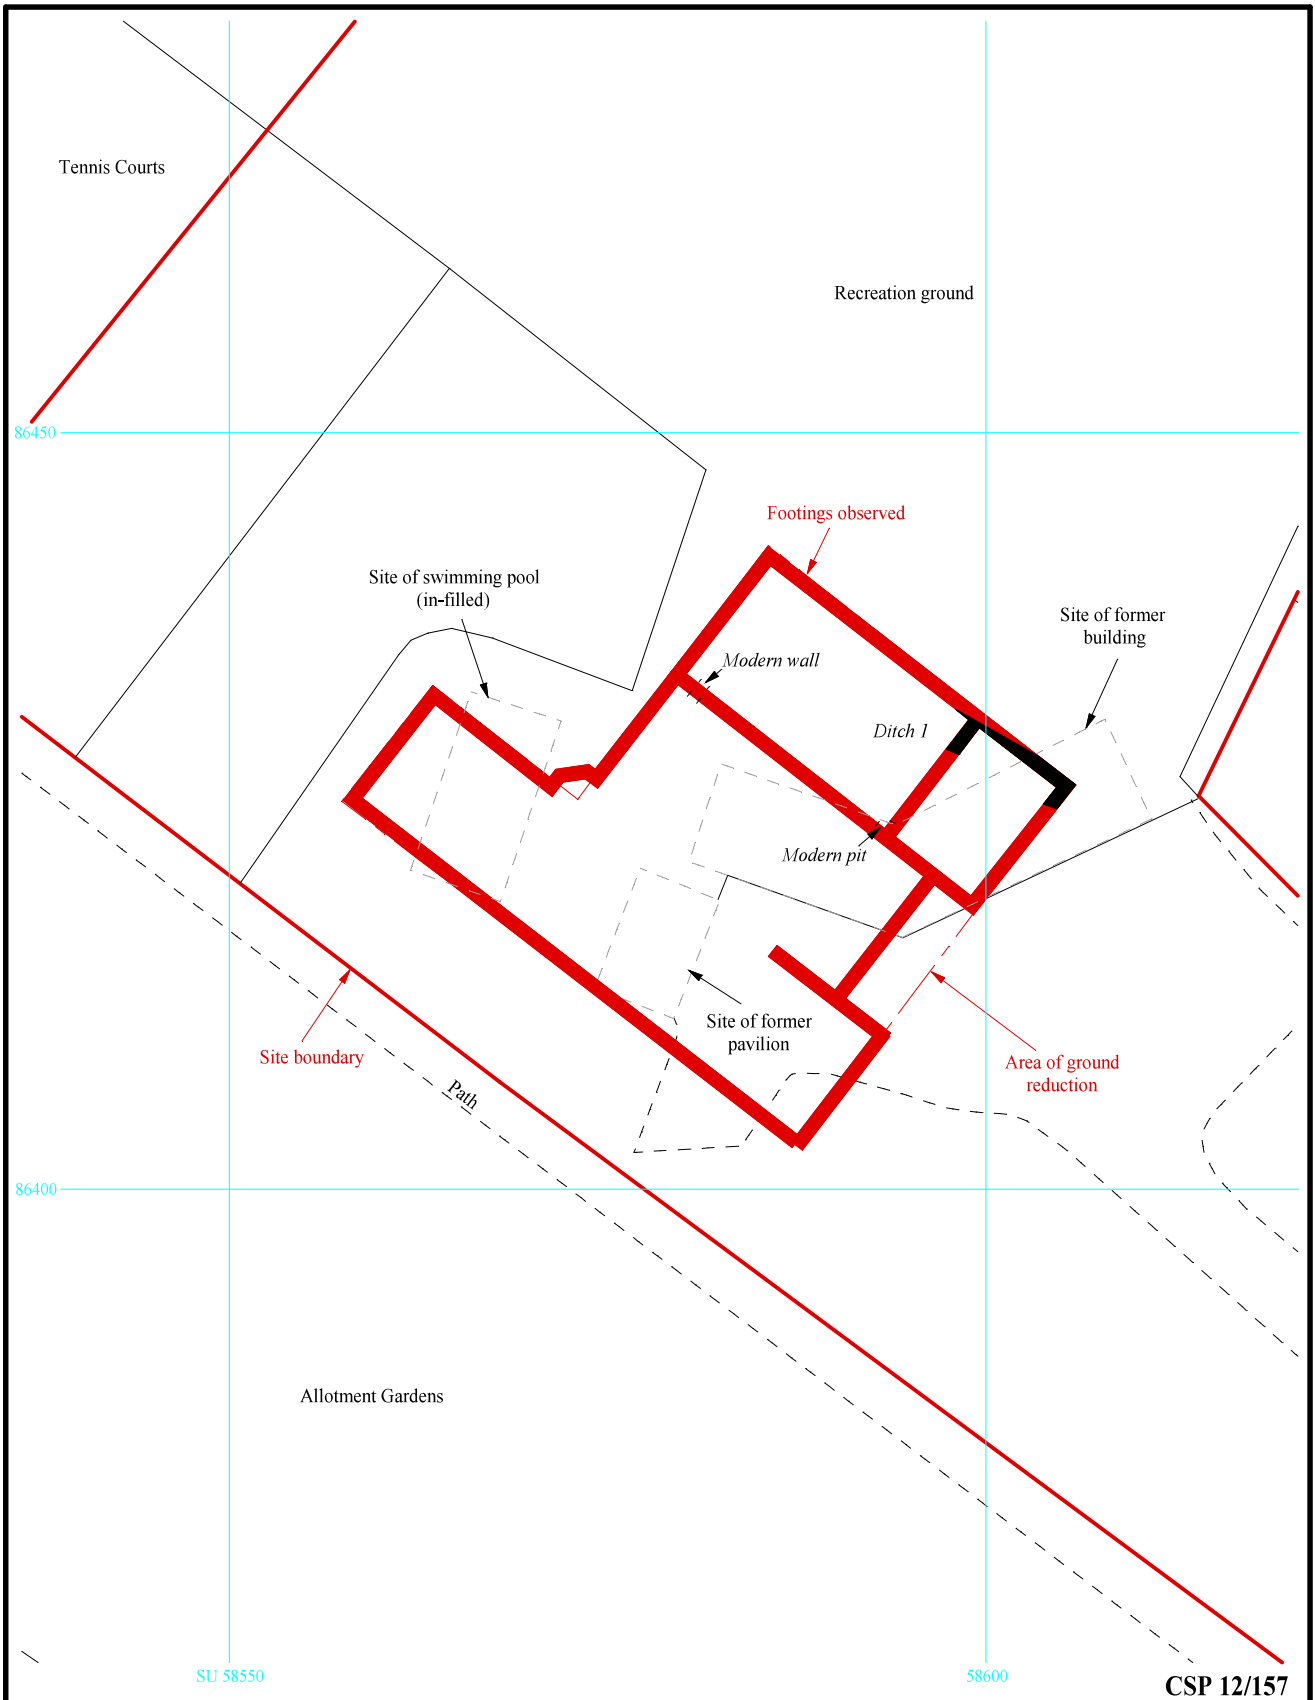 Tennis Courts
Recreation ground
86450
Footings observed
Site of swimming pool
(in-filled)
Site of former
building
Modern wall
Ditch 1
Modern pit
Site of former
pavilion
Site boundary
Area of ground
reduction
Path
86400
Allotment Gardens
SU 58550
58600
CSP 12/157